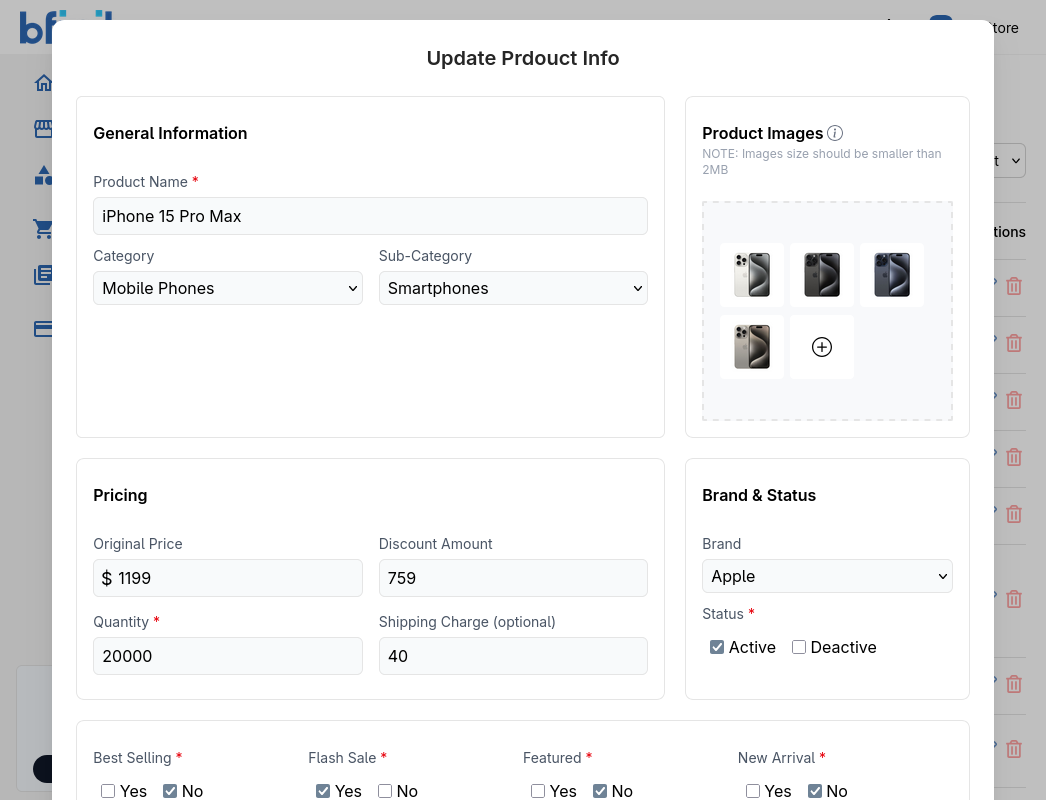 Update Prdouct Info
General Information
Product Name *
iPhone 15 Pro Max
Category
Sub-Category
Mobile Phones
Smartphones
Product Images
NOTE: Images size should be smaller than
2MB
Pricing
Original Price
Discount Amount
$ 1199
759
Quantity *
Shipping Charge (optional)
20000
40
Brand & Status
Brand
Apple
Status *
Active
Deactive
Best Selling *
Flash Sale *
Featured *
New Arrival *
Yes No
Yes No
Yes No
Yes No